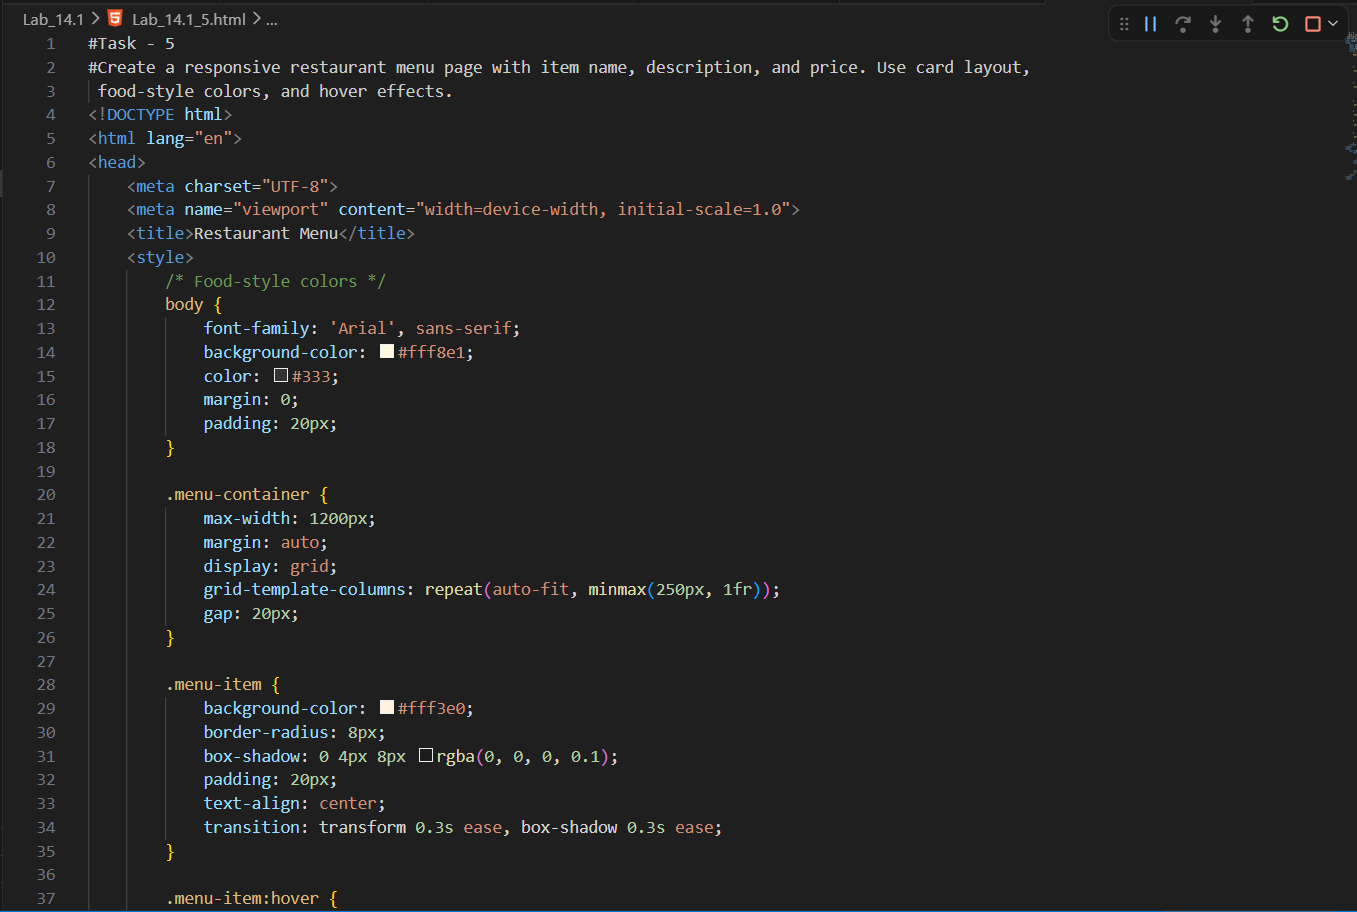 Lab_14.1 > Lab_14.1_5.html > ...
1 #Task - 5
2 #Create a responsive restaurant menu page with item name, description, and price. Use card layout,
3  food-style colors, and hover effects.
4 <!DOCTYPE html>
5 <html lang="en">
6 <head>
7     <meta charset="UTF-8">
8     <meta name="viewport" content="width=device-width, initial-scale=1.0">
9     <title>Restaurant Menu</title>
10     <style>
11         /* Food-style colors */
12         body {
13             font-family: 'Arial', sans-serif;
14             background-color: #fff8e1;
15             color: #333;
16             margin: 0;
17             padding: 20px;
18         }
19
20         .menu-container {
21             max-width: 1200px;
22             margin: auto;
23             display: grid;
24             grid-template-columns: repeat(auto-fit, minmax(250px, 1fr));
25             gap: 20px;
26         }
27
28         .menu-item {
29             background-color: #fff3e0;
30             border-radius: 8px;
31             box-shadow: 0 4px 8px rgba(0, 0, 0, 0.1);
32             padding: 20px;
33             text-align: center;
34             transition: transform 0.3s ease, box-shadow 0.3s ease;
35         }
36
37         .menu-item:hover {